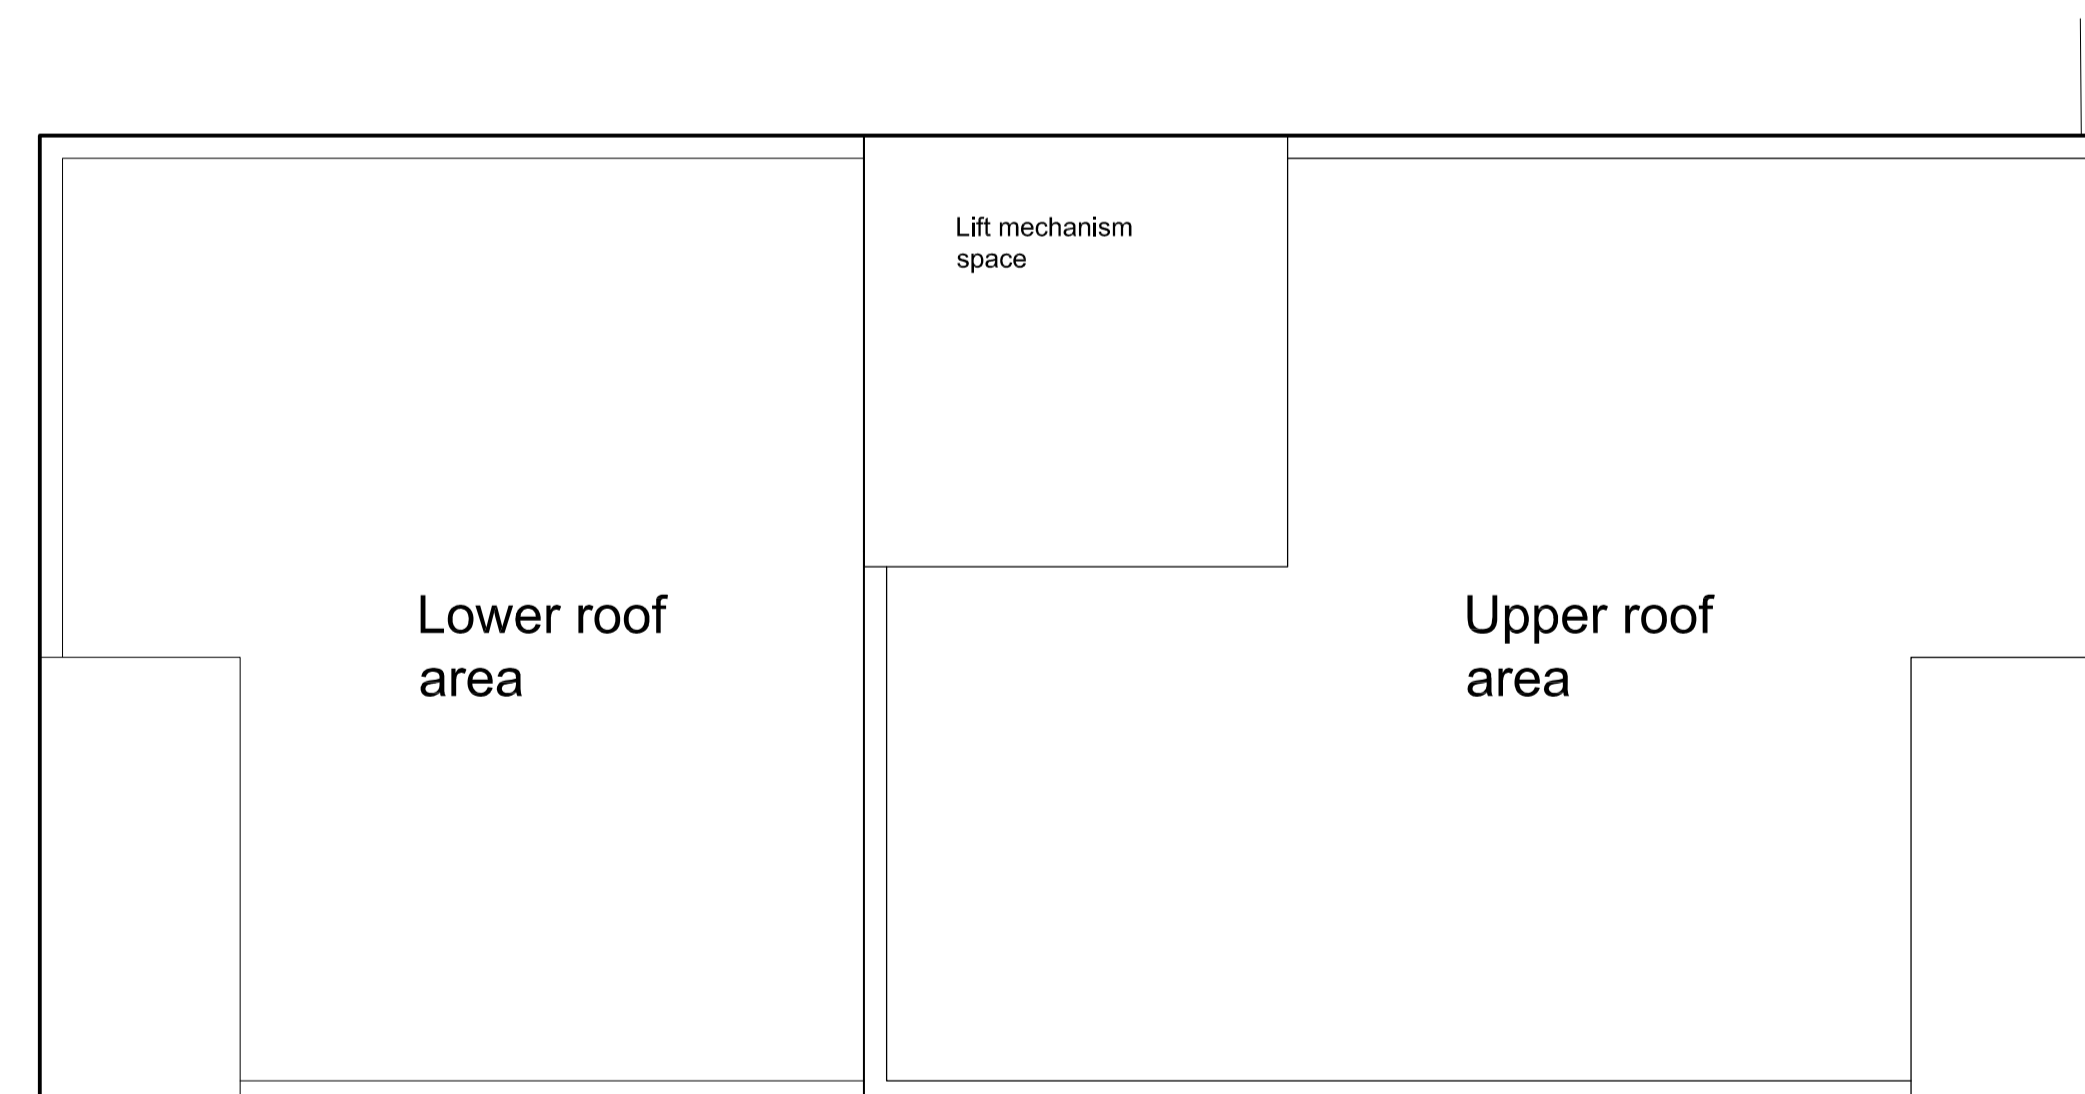 Lift mechanism
space
Lower roof
area
Upper roof
area